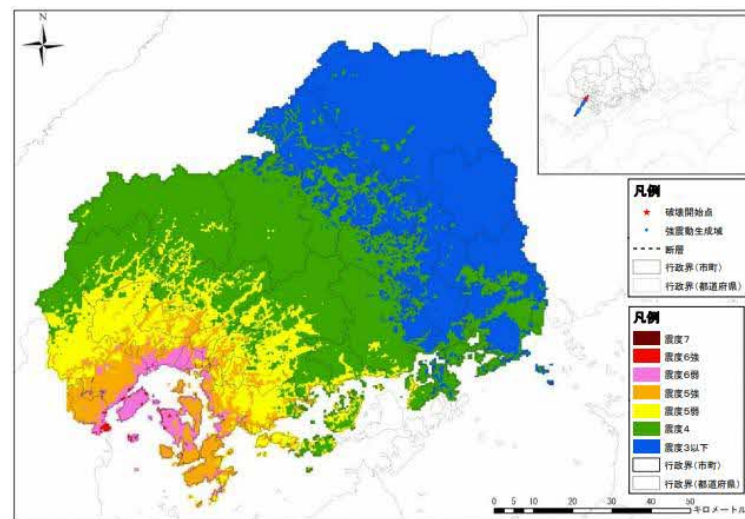 N
凡例
破壊開始点
強震動生成域
断層
行政界(市町)
行政界(都道府県)
凡例
震度7
震度6強
震度6弱
震度5強
震度5弱
震度4
震度3以下
行政界(市町)
行政界(都道府県)
0 5 10 20 30 40 50
キロメートル